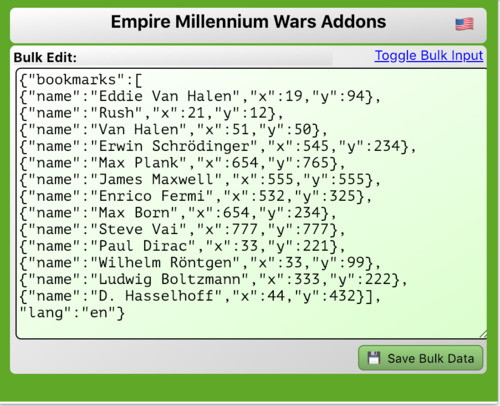 Empire Millennium Wars Addons
Bulk Edit:
Toggle Bulk Input
{"bookmarks":[
{"name":"Eddie Van Halen","x":19,"y":94},
{"name":"Rush","x":21,"y":12},
{"name":"Van Halen","x":51,"y":50},
{"name":"Erwin Schrödinger","x":545,"y":234},
{"name":"Max Plank","x":654,"y":765},
{"name":"James Maxwell","x":555,"y":555},
{"name":"Enrico Fermi","x":532,"y":325},
{"name":"Max Born","x":654,"y":234},
{"name":"Steve Vai","x":777,"y":777},
{"name":"Paul Dirac","x":33,"y":221},
{"name":"Wilhelm Röntgen","x":33,"y":99},
{"name":"Ludwig Boltzmann","x":333,"y":222},
{"name":"D. Hasselhoff","x":44,"y":432}],
"lang":"en"}
Save Bulk Data